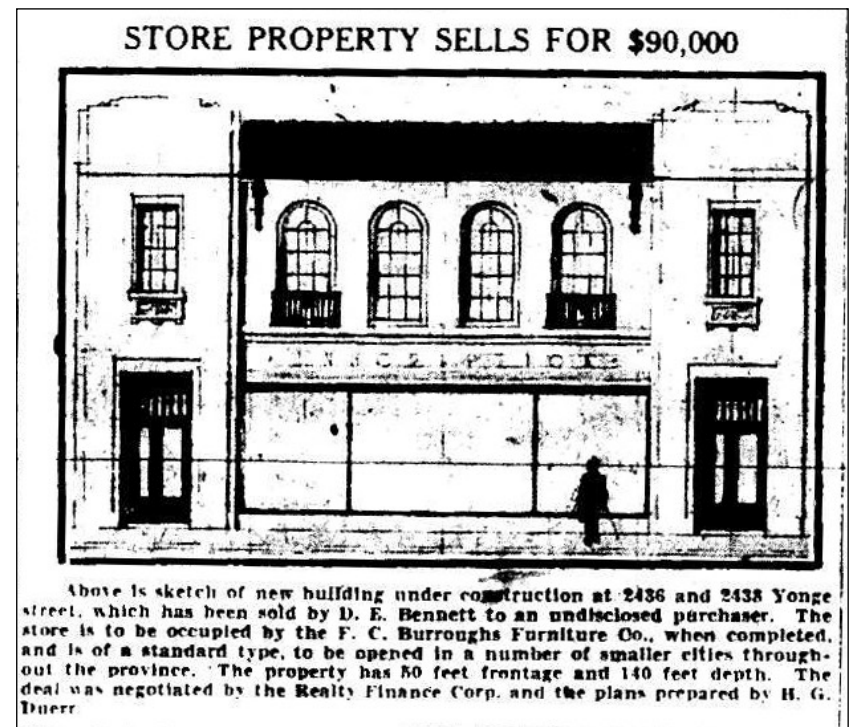 STORE PROPERTY SELLS FOR $90,000
INSCRIPTION
Above is sketch of new building under construction at 2436 and 2438 Yonge
street, which has been sold by D. E. Bennett to an undisclosed purchaser. The
store is to be occupied by the F. C. Burroughs Furniture Co., when completed,
and is of a standard type, to be opened in a number of smaller cities through-
out the province. The property has 50 feet frontage and 140 feet depth. The
deal was negotiated by the Realty Finance Corp. and the plans prepared by H. G.
Duerr